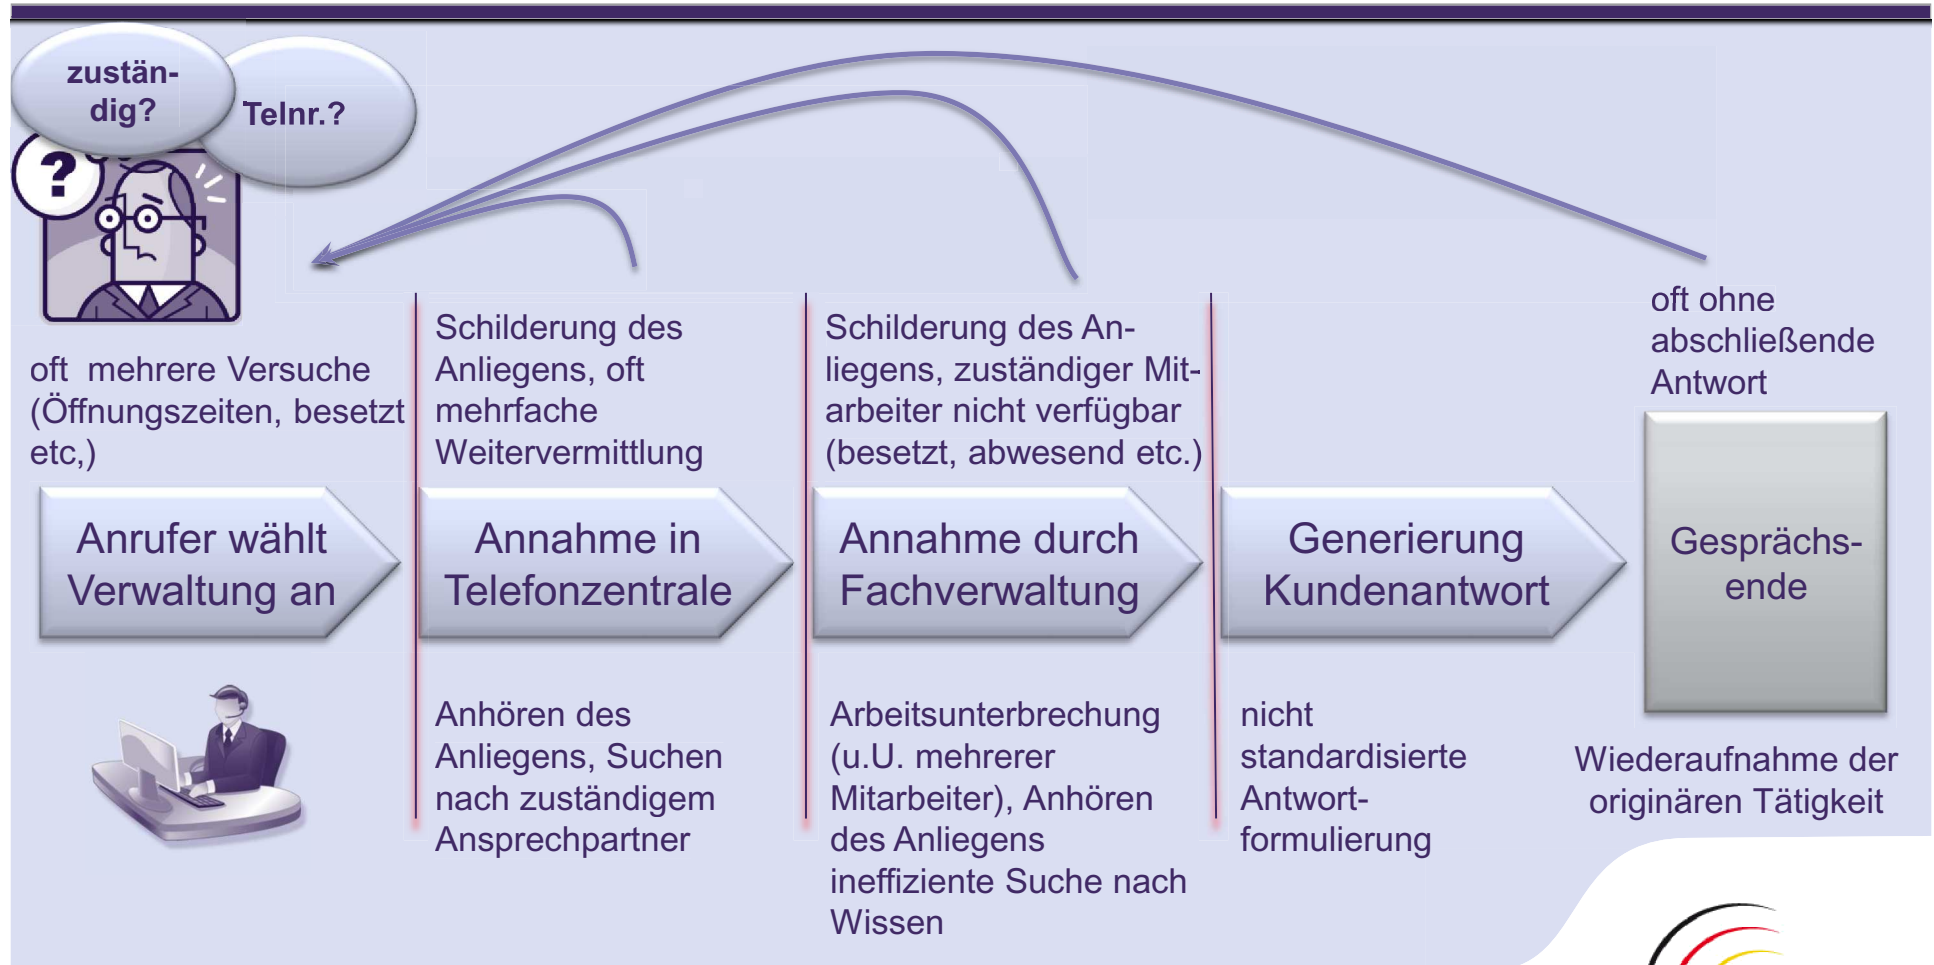 zustän-
dig?
Telnr.?
?
oft mehrere Versuche
(Öffnungszeiten, besetzt
etc,)
Schilderung des
Anliegens, oft
mehrfache
Weitervermittlung
Schilderung des An-
liegens, zuständiger Mit-
arbeiter nicht verfügbar
(besetzt, abwesend etc.)
oft ohne
abschließende
Antwort
Anrufer wählt
Verwaltung an
Annahme in
Telefonzentrale
Annahme durch
Fachverwaltung
Generierung
Kundenantwort
Gesprächs-
ende
Anhören des
Anliegens, Suchen
nach zuständigem
Ansprechpartner
Arbeitsunterbrechung
(u.U. mehrerer
Mitarbeiter), Anhören
des Anliegens
ineffiziente Suche nach
Wissen
nicht
standardisierte
Antwort-
formulierung
Wiederaufnahme der
originären Tätigkeit